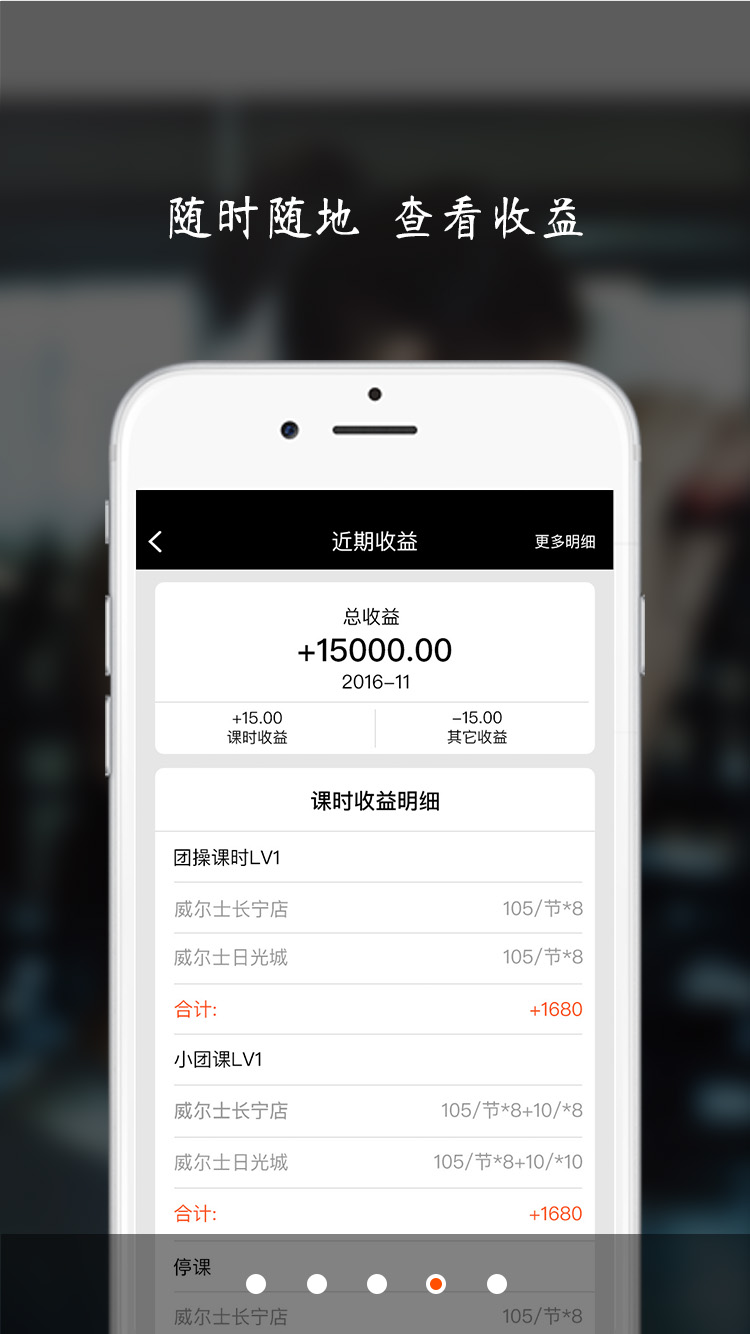 随时随地 查看收益
近期收益
更多明细
总收益
+15000.00
2016-11
+15.00
课时收益
-15.00
其它收益
课时收益明细
团操课时LV1
威尔士长宁店 105/节*8
威尔士日光城 105/节*8
合计: +1680
小团课LV1
威尔士长宁店 105/节*8+10/*8
威尔士日光城 105/节*8+10/*10
合计: +1680
停课
威尔士长宁店 105/节*8